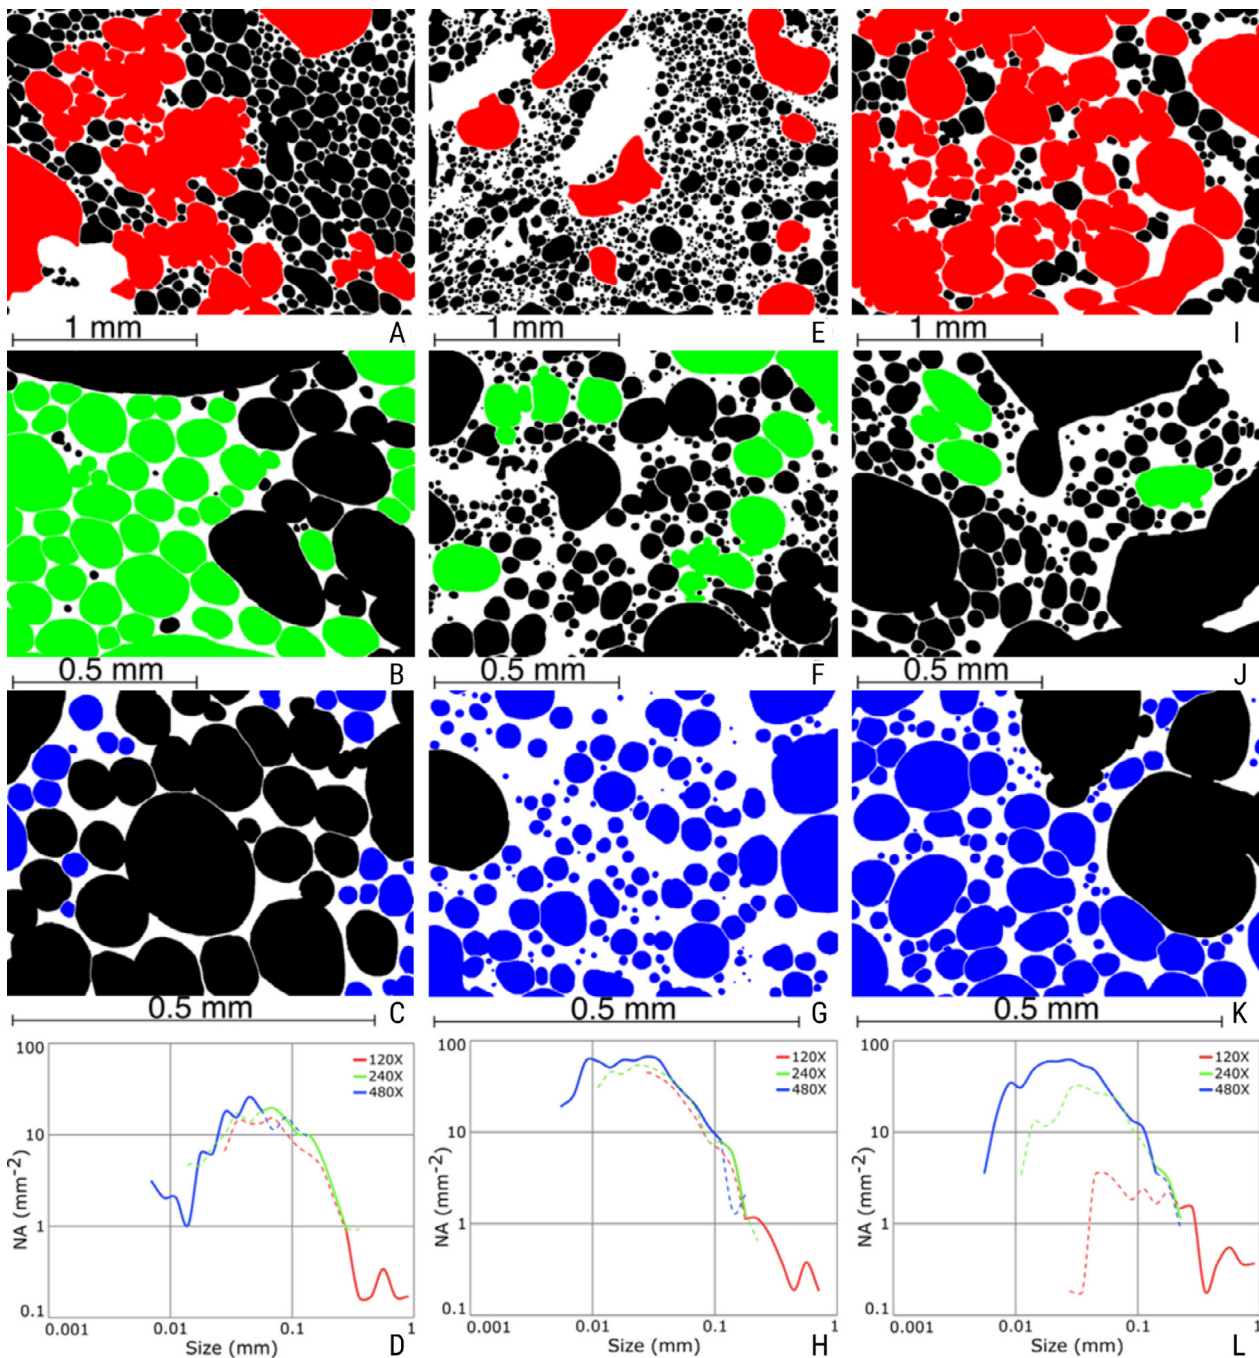 1 mm A 1 mm E 1 mm I
0.5 mm B 0.5 mm F 0.5 mm J
0.5 mm C 0.5 mm G 0.5 mm K
100
10
1
0.1
NA (mm-2)
120X
240X
480X
0.001 0.01 0.1 1
Size (mm) D
100
10
1
0.1
NA (mm-2)
120X
240X
480X
0.001 0.01 0.1 1
Size (mm) H
100
10
1
0.1
NA (mm-2)
120X
240X
480X
0.001 0.01 0.1 1
Size (mm) L